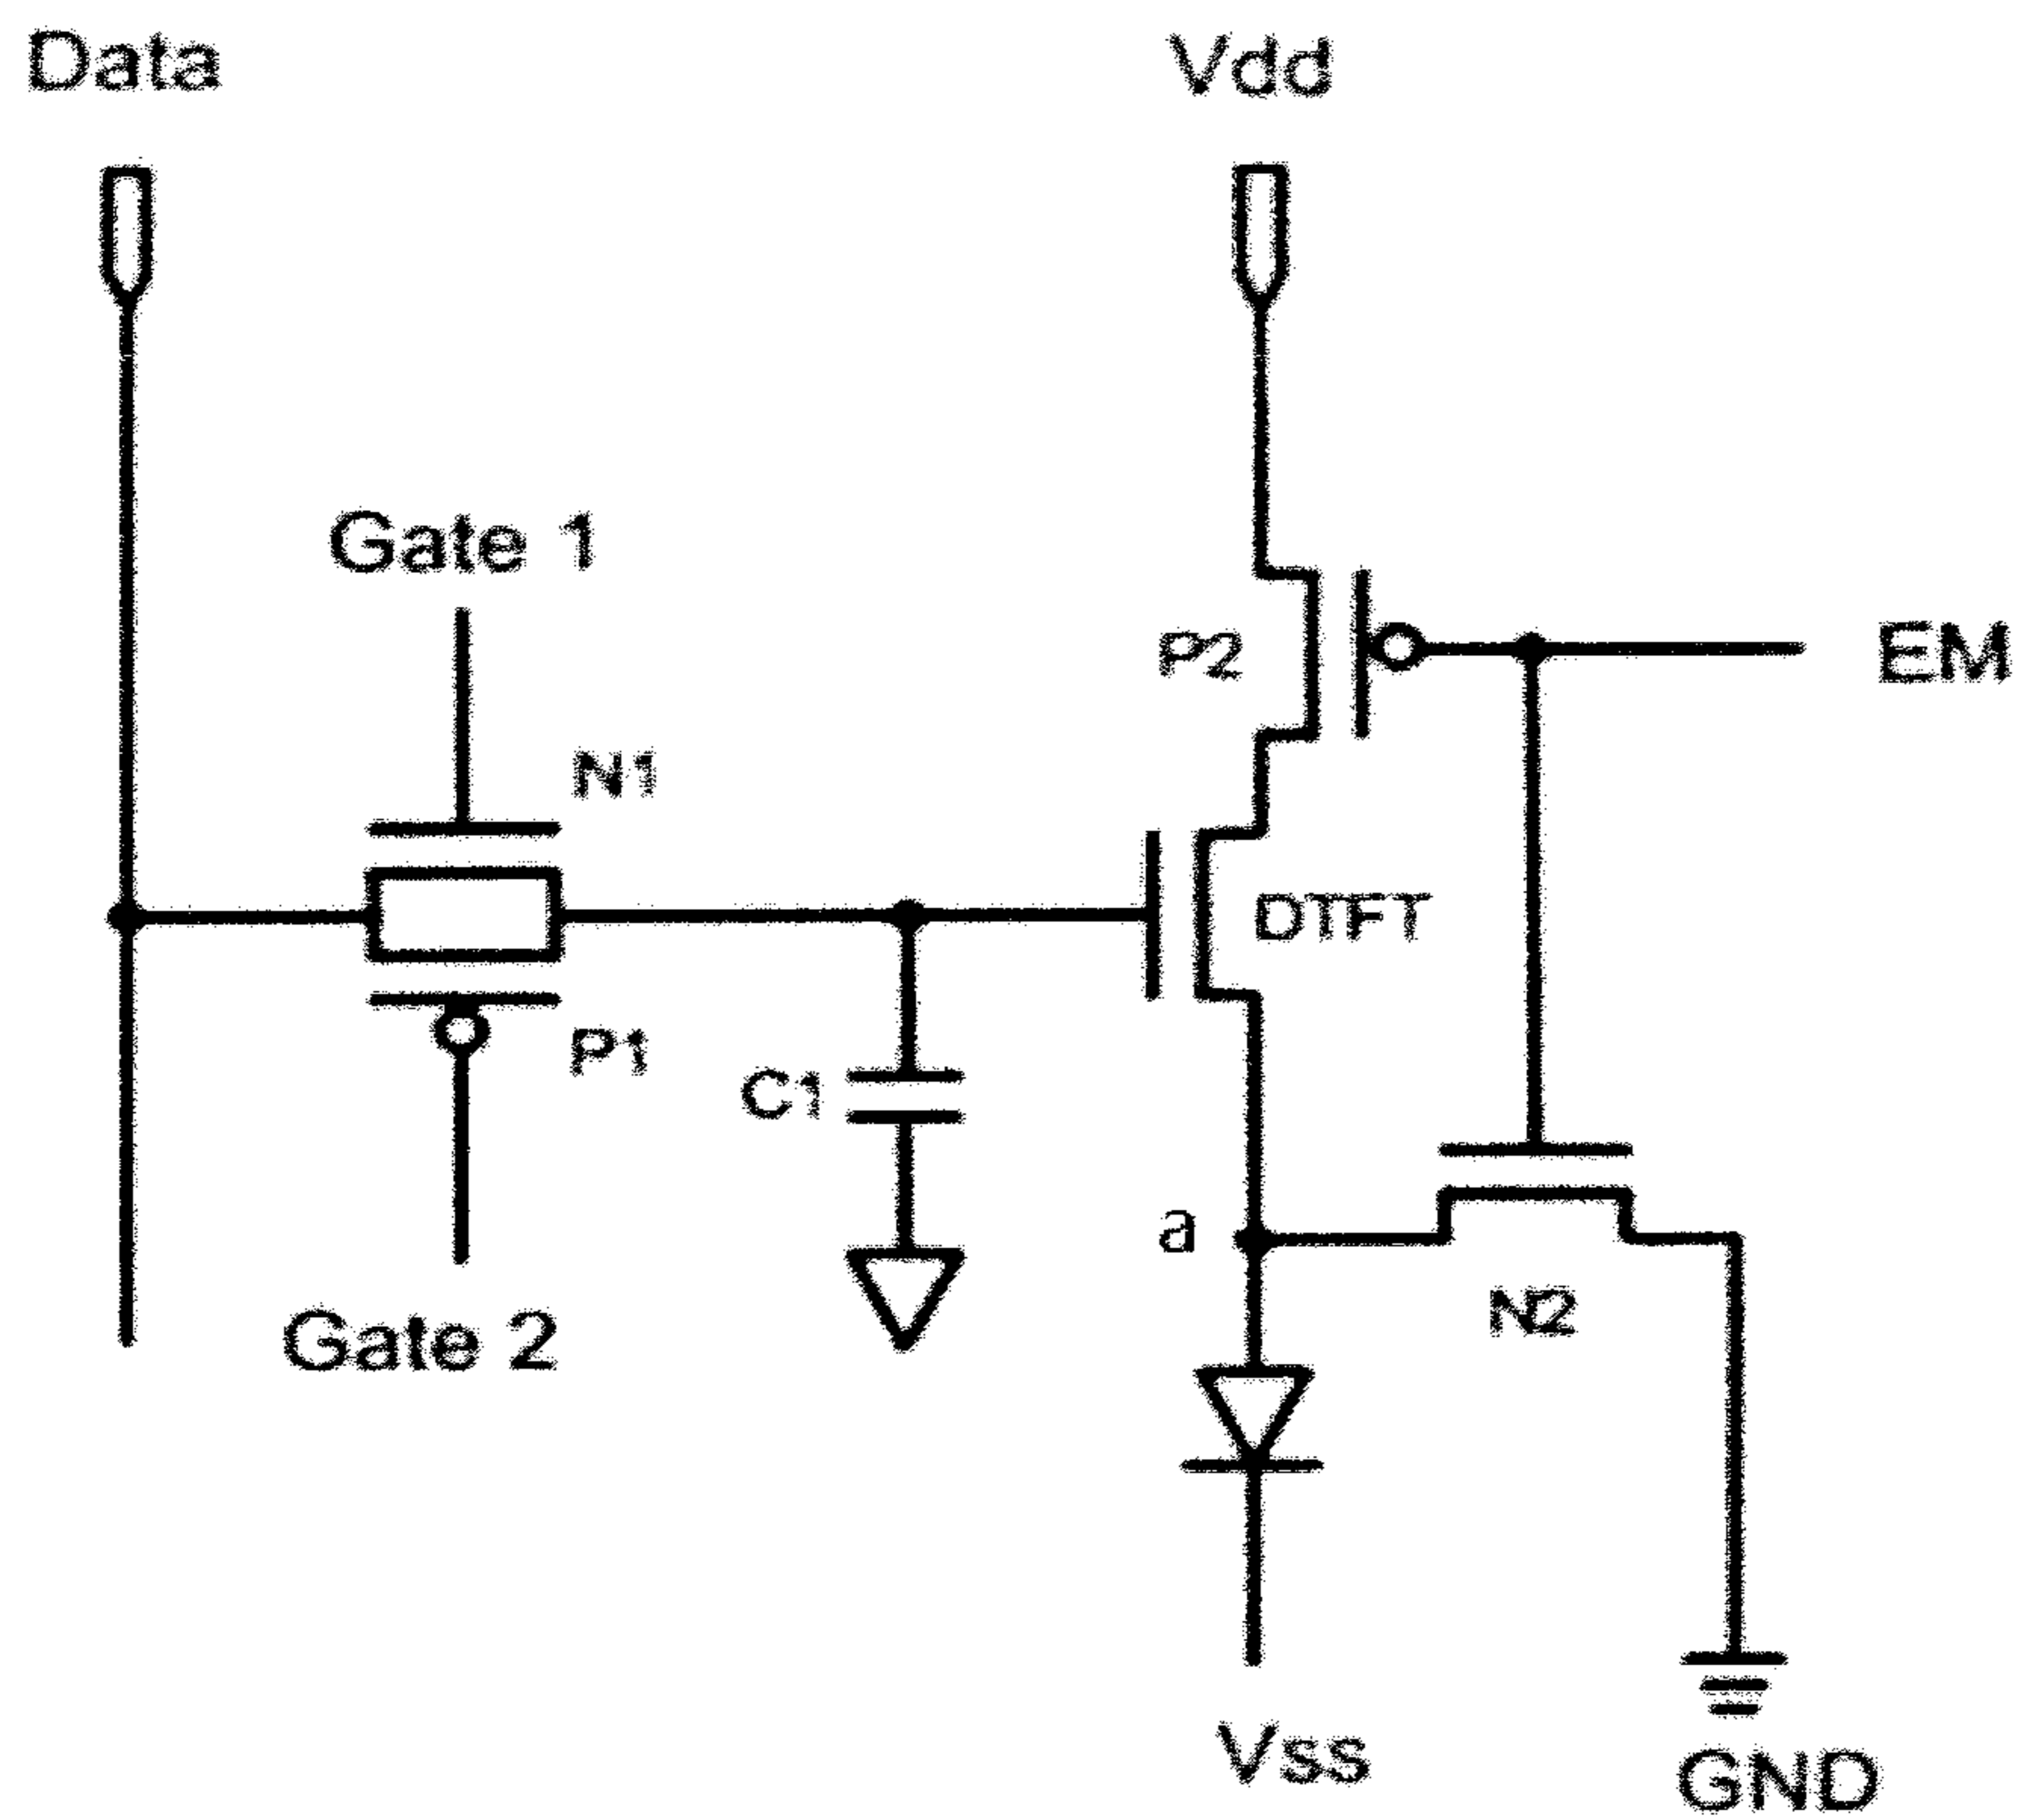 Data
Vdd
Gate 1
P2
EM
N1
DTFT
P1
C1
a
N2
Gate 2
Vss
GND